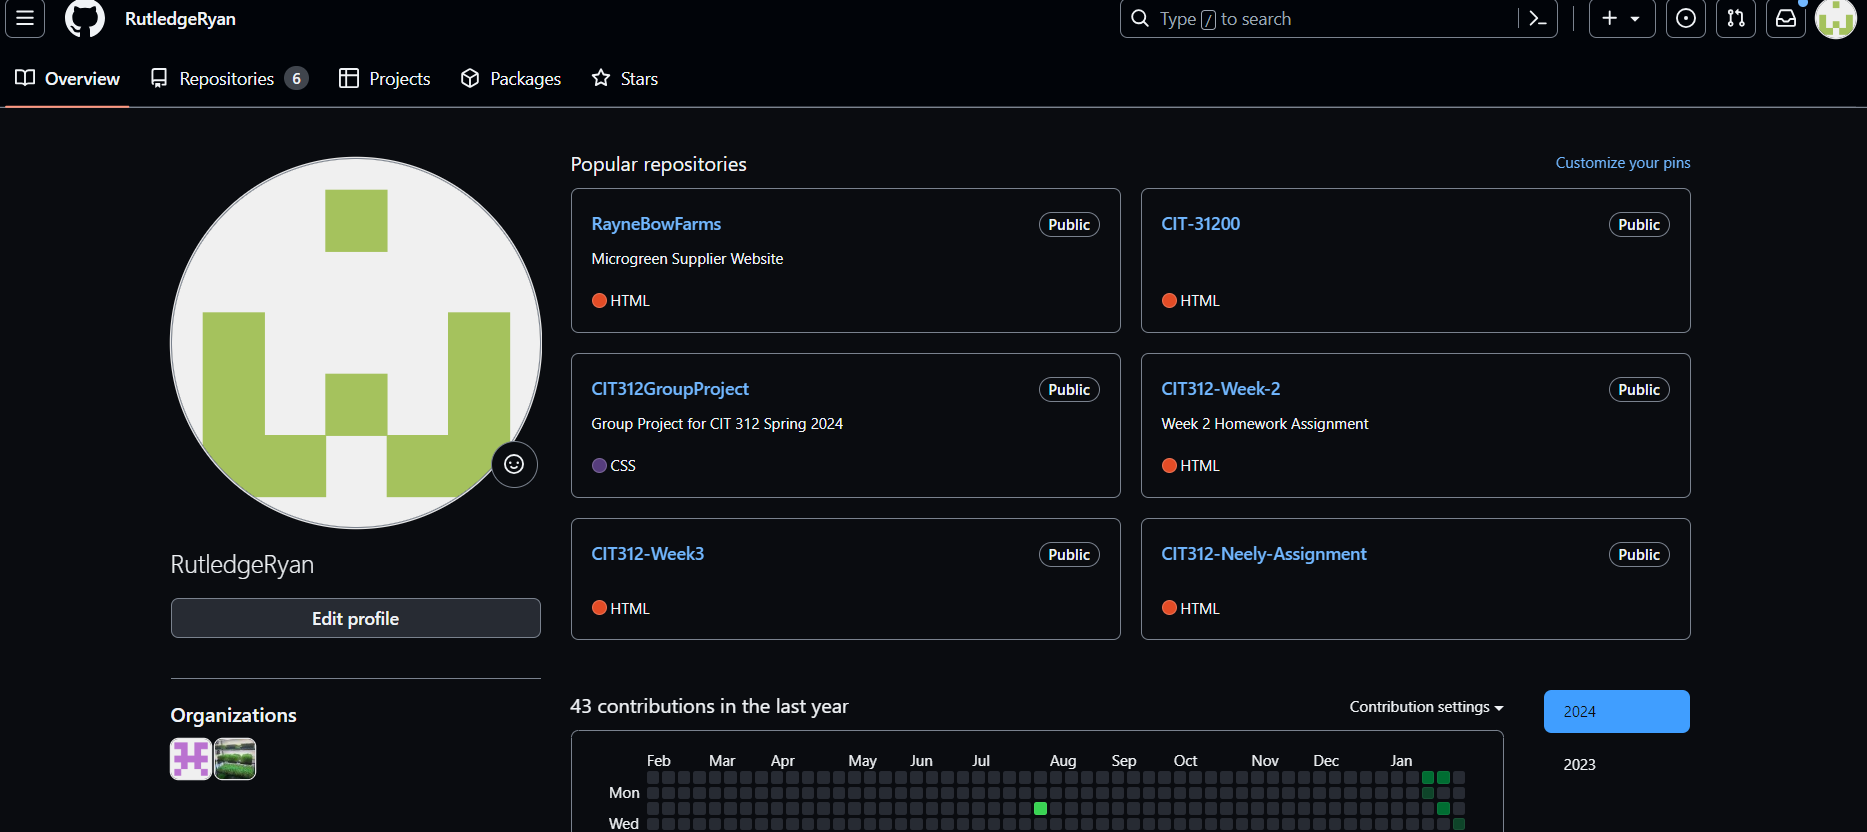 RutledgeRyan
Type / to search
Overview
Repositories 6
Projects
Packages
Stars
Popular repositories
Customize your pins
RayneBowFarms
Public
Microgreen Supplier Website
HTML
CIT-31200
Public
HTML
CIT312GroupProject
Public
Group Project for CIT 312 Spring 2024
CSS
CIT312-Week-2
Public
Week 2 Homework Assignment
HTML
CIT312-Week3
Public
HTML
CIT312-Neely-Assignment
Public
HTML
RutledgeRyan
Edit profile
Organizations
43 contributions in the last year
Contribution settings
2024
2023
Feb Mar Apr May Jun Jul Aug Sep Oct Nov Dec Jan
Mon
Wed